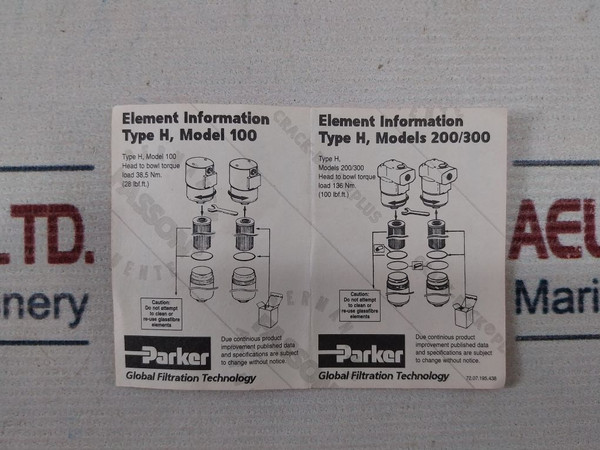 Element Information
Type H, Model 100
Type H, Model 100
Head to bowl torque
load 38,5 Nm.
(28 lbf.ft.)
Caution:
Do not attempt
to clean or
re-use glassfibre
elements
Parker
Global Filtration Technology
Due continious product
improvement published data
and specifications are subject
to change without notice.
Element Information
Type H, Models 200/300
Type H,
Models 200/300
Head to bowl torque
load 136 Nm.
(100 lbf.ft.)
Caution:
Do not attempt
to clean or
re-use glassfibre
elements
Parker
Global Filtration Technology
Due continious product
improvement published data
and specifications are subject
to change without notice.
LTD.
inery
AEL
Mari